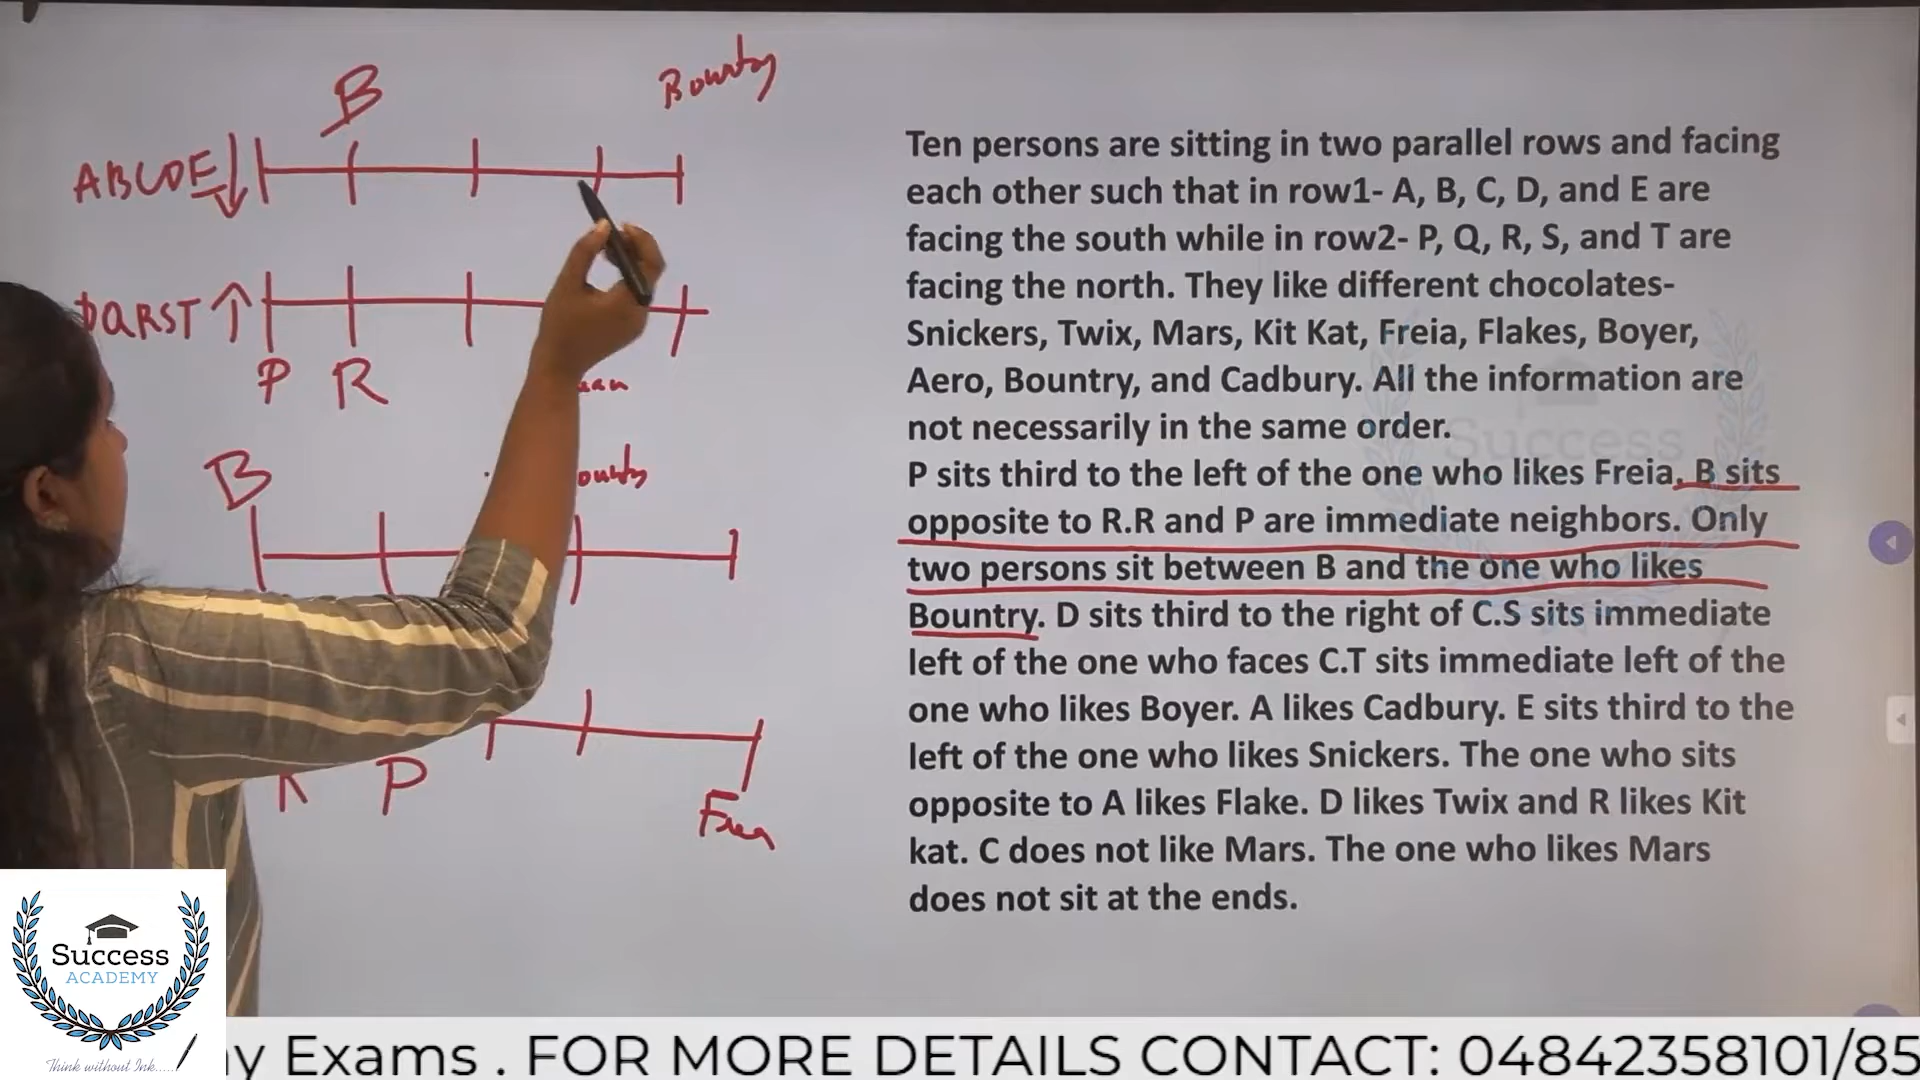 B
Bountry
ABCDE
PQRST
P R
B
P
Ten persons are sitting in two parallel rows and facing
each other such that in row1- A, B, C, D, and E are
facing the south while in row2- P, Q, R, S, and T are
facing the north. They like different chocolates-
Snickers, Twix, Mars, Kit Kat, Freia, Flakes, Boyer,
Aero, Bountry, and Cadbury. All the information are
not necessarily in the same order.
P sits third to the left of the one who likes Freia. B sits
opposite to R.R and P are immediate neighbors. Only
two persons sit between B and the one who likes
Bountry. D sits third to the right of C.S sits immediate
left of the one who faces C.T sits immediate left of the
one who likes Boyer. A likes Cadbury. E sits third to the
left of the one who likes Snickers. The one who sits
opposite to A likes Flake. D likes Twix and R likes Kit
kat. C does not like Mars. The one who likes Mars
does not sit at the ends.
Success
Success
ACADEMY
Think without Ink.....
y Exams . FOR MORE DETAILS CONTACT: 04842358101/85